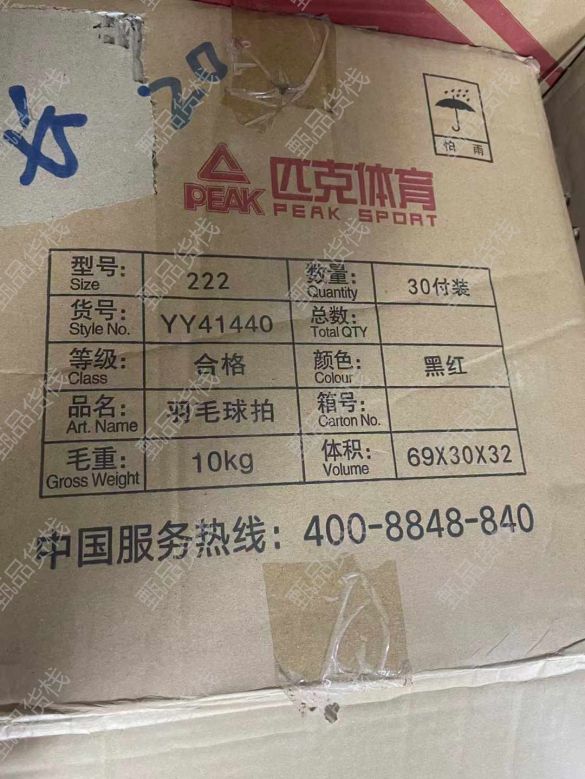 女 20
怕雨
PEAK 匹克体育
PEAK SPORT
型号: 222 数量: 30付装
Size Quantity
货号: YY41440 总数:
Style No. Total QTY
等级: 合格 颜色: 黑红
Class Colour
品名: 羽毛球拍 箱号:
Art. Name Carton No.
毛重: 10kg 体积: 69X30X32
Gross Weight Volume
中国服务热线: 400-8848-840
甄品货栈